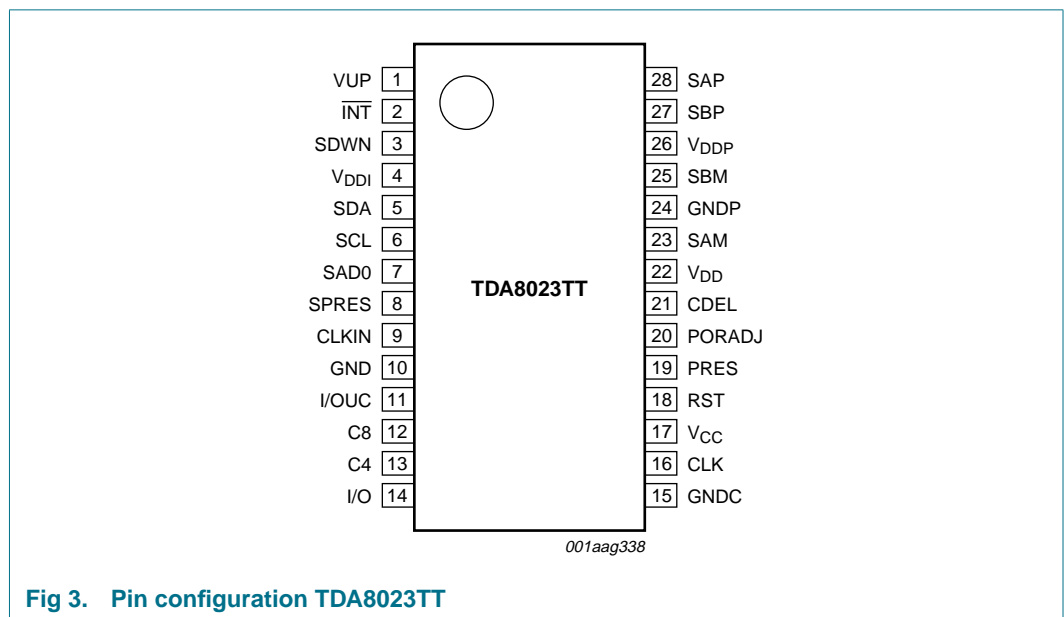 VUP 1
INT 2
SDWN 3
VDDI 4
SDA 5
SCL 6
SAD0 7
SPRES 8
CLKIN 9
GND 10
I/OUC 11
C8 12
C4 13
I/O 14
TDA8023TT
28 SAP
27 SBP
26 VDDP
25 SBM
24 GNDP
23 SAM
22 VDD
21 CDEL
20 PORADJ
19 PRES
18 RST
17 VCC
16 CLK
15 GNDC
001aag338
Fig 3. Pin configuration TDA8023TT